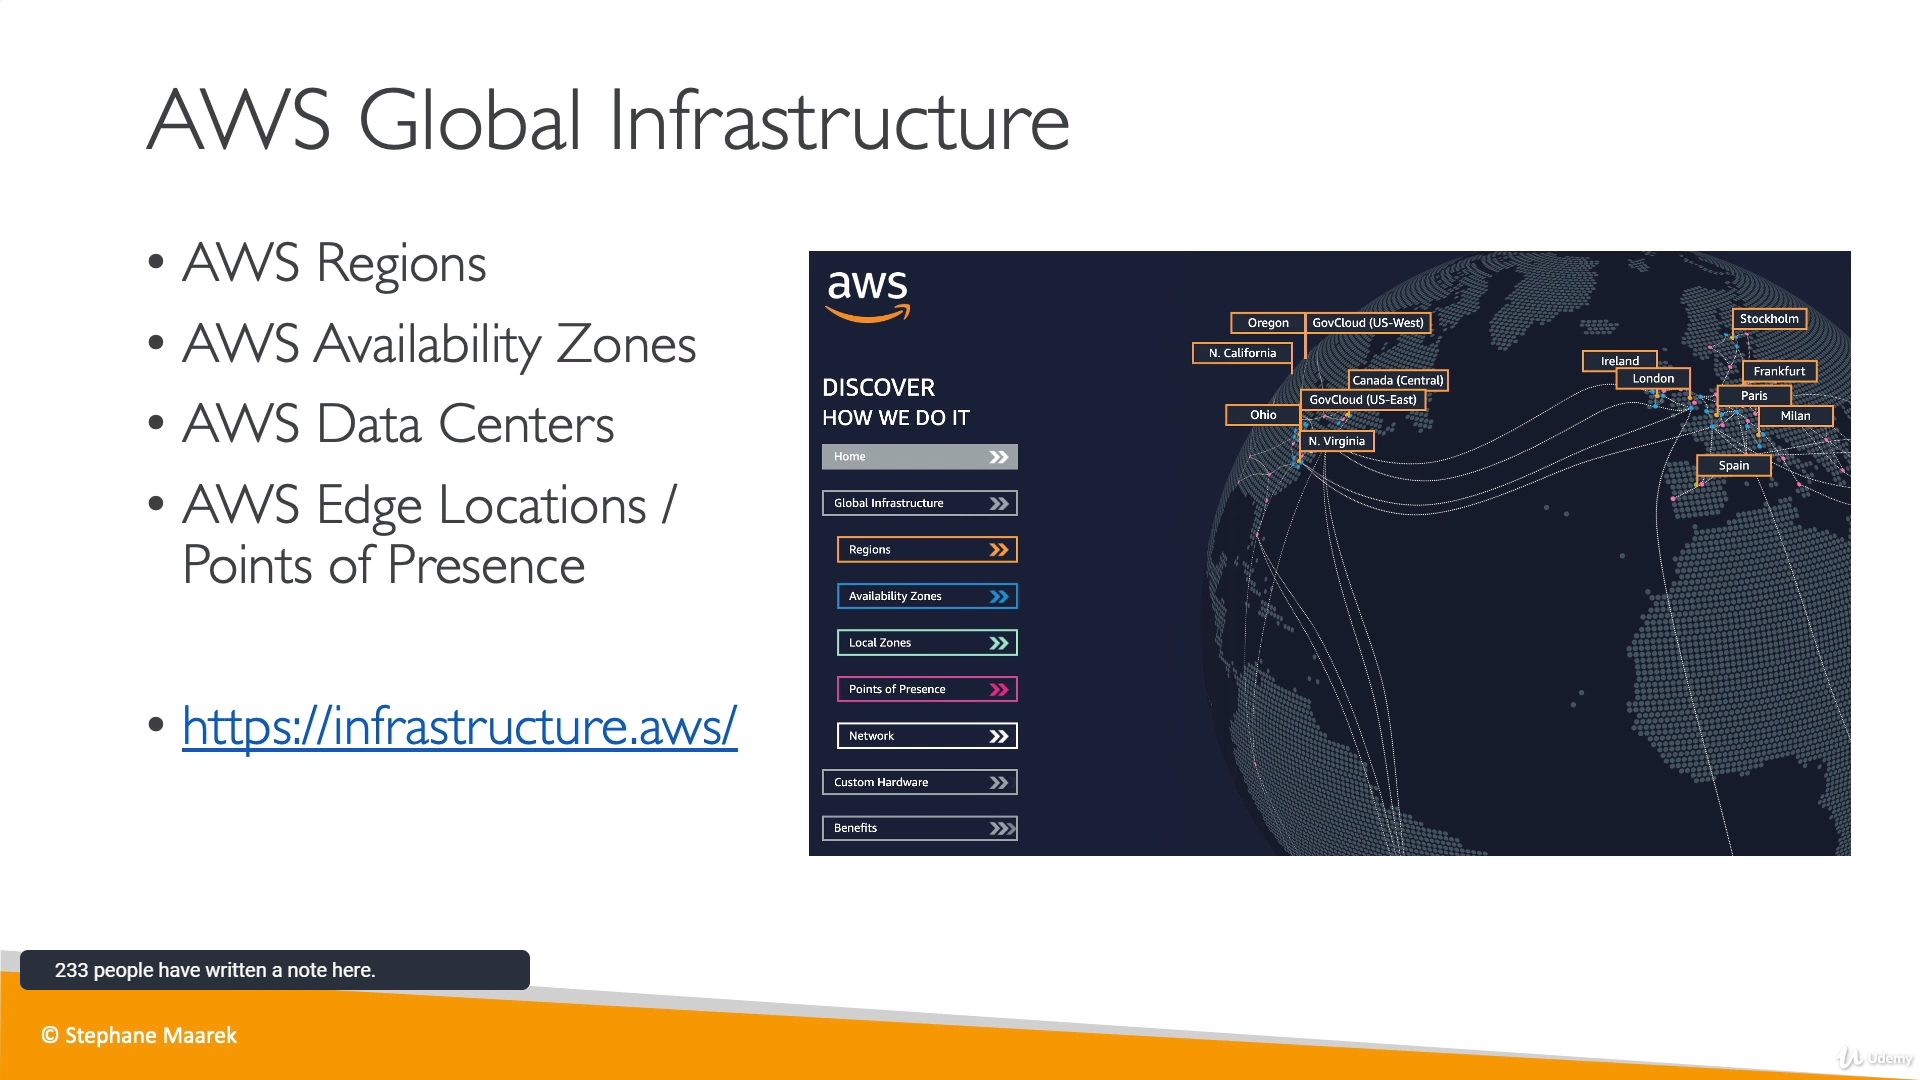 AWS Global Infrastructure
• AWS Regions
• AWS Availability Zones
• AWS Data Centers
• AWS Edge Locations /
Points of Presence
• https://infrastructure.aws/
aws
DISCOVER
HOW WE DO IT
Home
Global Infrastructure
Regions
Availability Zones
Local Zones
Points of Presence
Network
Custom Hardware
Benefits
Oregon
GovCloud (US-West)
N. California
Canada (Central)
GovCloud (US-East)
Ohio
N. Virginia
Stockholm
Ireland
London
Frankfurt
Paris
Milan
Spain
233 people have written a note here.
© Stephane Maarek
Udemy